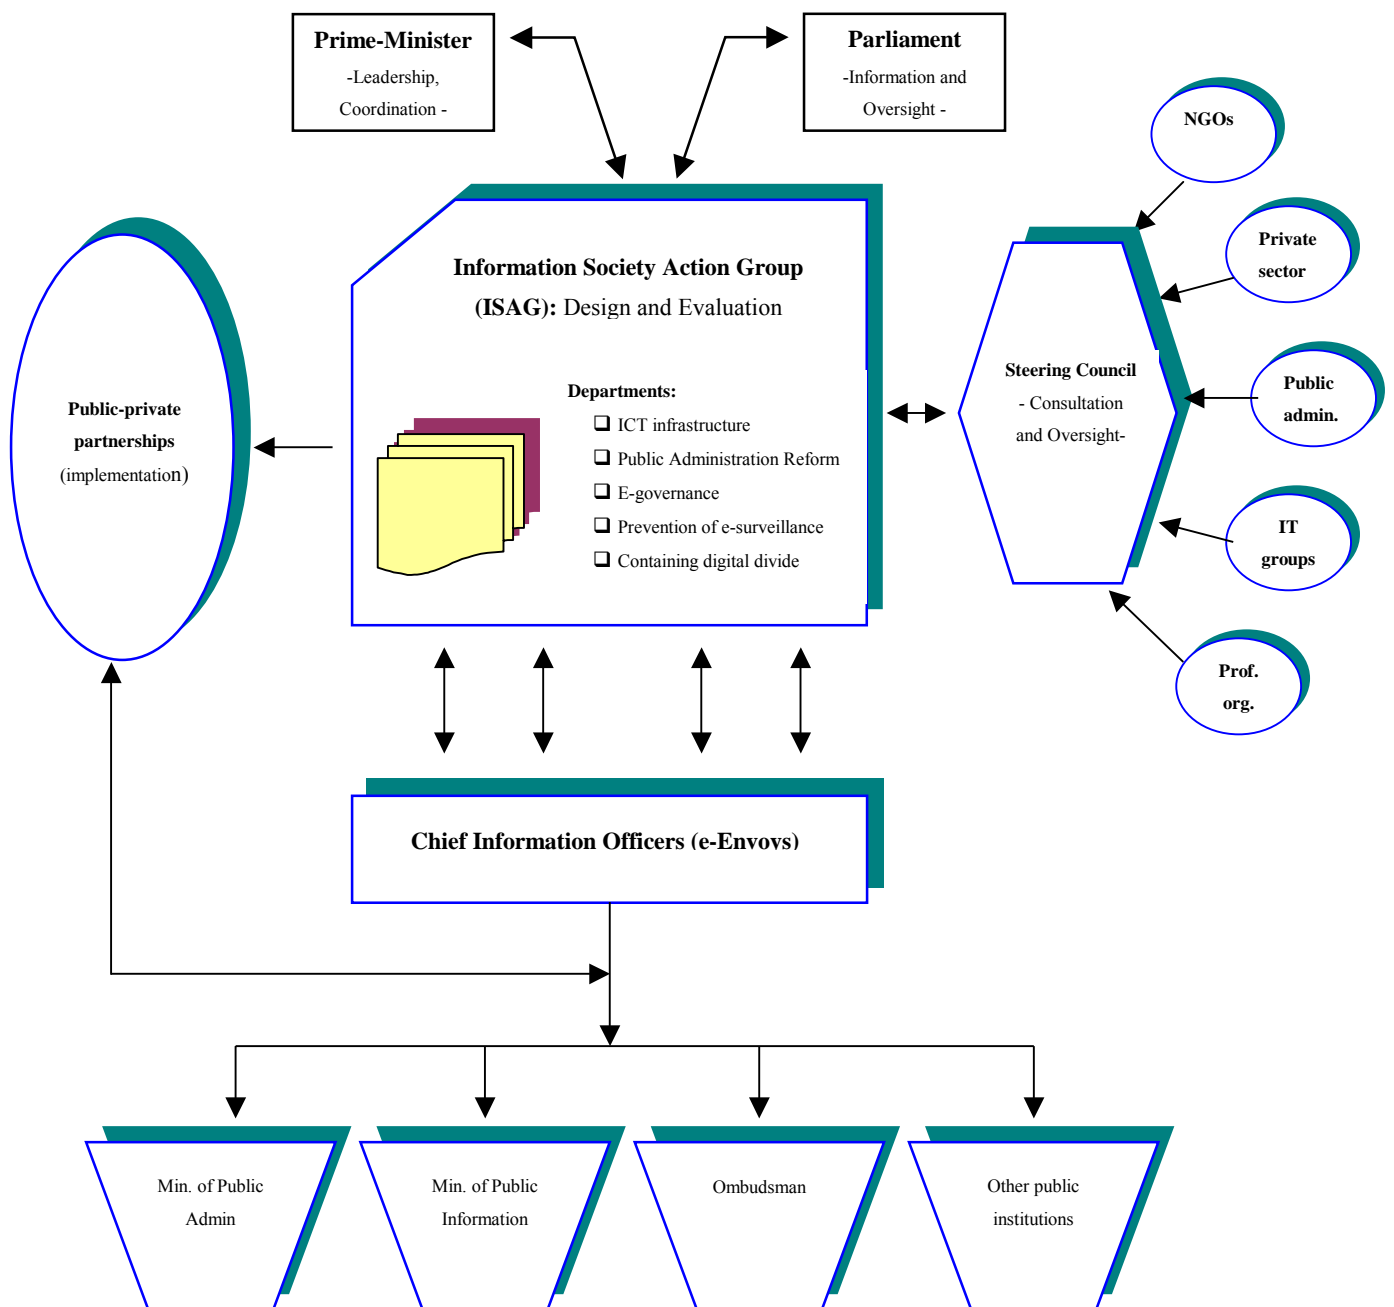 Prime-Minister
-Leadership,
Coordination -
Parliament
-Information and
Oversight -
NGOs
Private
sector
Public
admin.
IT
groups
Prof.
org.
Information Society Action Group
(ISAG): Design and Evaluation
Departments:
ICT infrastructure
Public Administration Reform
E-governance
Prevention of e-surveillance
Containing digital divide
Steering Council
- Consultation
and Oversight-
Public-private
partnerships
(implementation)
Chief Information Officers (e-Envoys)
Min. of Public
Admin
Min. of Public
Information
Ombudsman
Other public
institutions